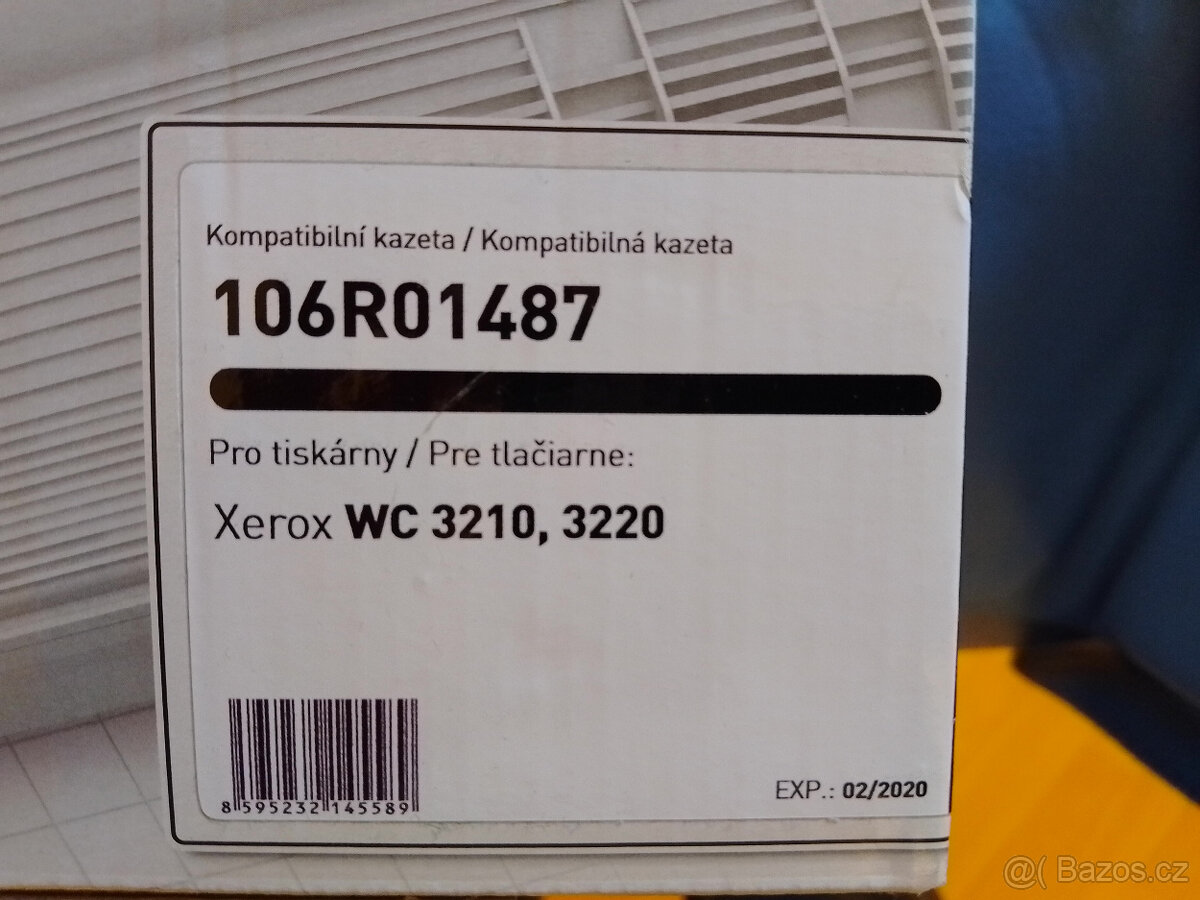 Kompatibilní kazeta / Kompatibilná kazeta
106R01487
Pro tiskárny / Pre tlačiarne:
Xerox WC 3210, 3220
8 595232 145589
EXP.: 02/2020
@( Bazos.cz